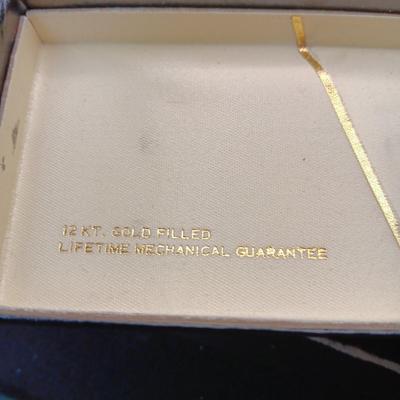 12 KT. GOLD FILLED
LIFETIME MECHANICAL GUARANTEE